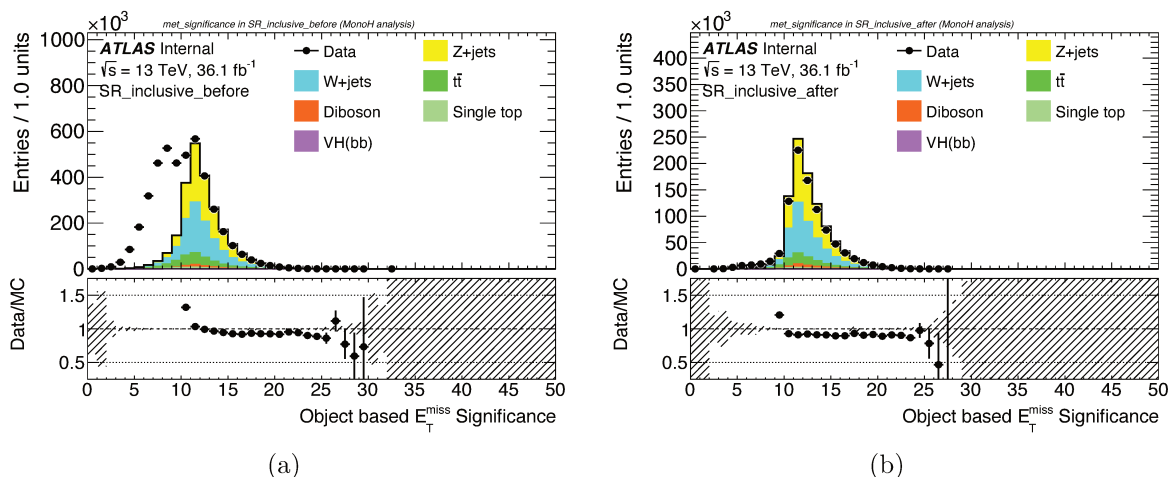 met_significance in SR_inclusive_before (MonoH analysis)
×10³
ATLAS Internal
√s = 13 TeV, 36.1 fb⁻¹
SR_inclusive_before
Data
W+jets
Diboson
VH(bb)
Z+jets
tt̄
Single top
Entries / 1.0 units
1000
800
600
400
200
0
Data/MC
1.5
1
0.5
0 5 10 15 20 25 30 35 40 45 50
Object based E_T^miss Significance
(a)
met_significance in SR_inclusive_after (MonoH analysis)
×10³
ATLAS Internal
√s = 13 TeV, 36.1 fb⁻¹
SR_inclusive_after
Data
W+jets
Diboson
VH(bb)
Z+jets
tt̄
Single top
Entries / 1.0 units
450
400
350
300
250
200
150
100
50
0
Data/MC
1.5
1
0.5
0 5 10 15 20 25 30 35 40 45 50
Object based E_T^miss Significance
(b)